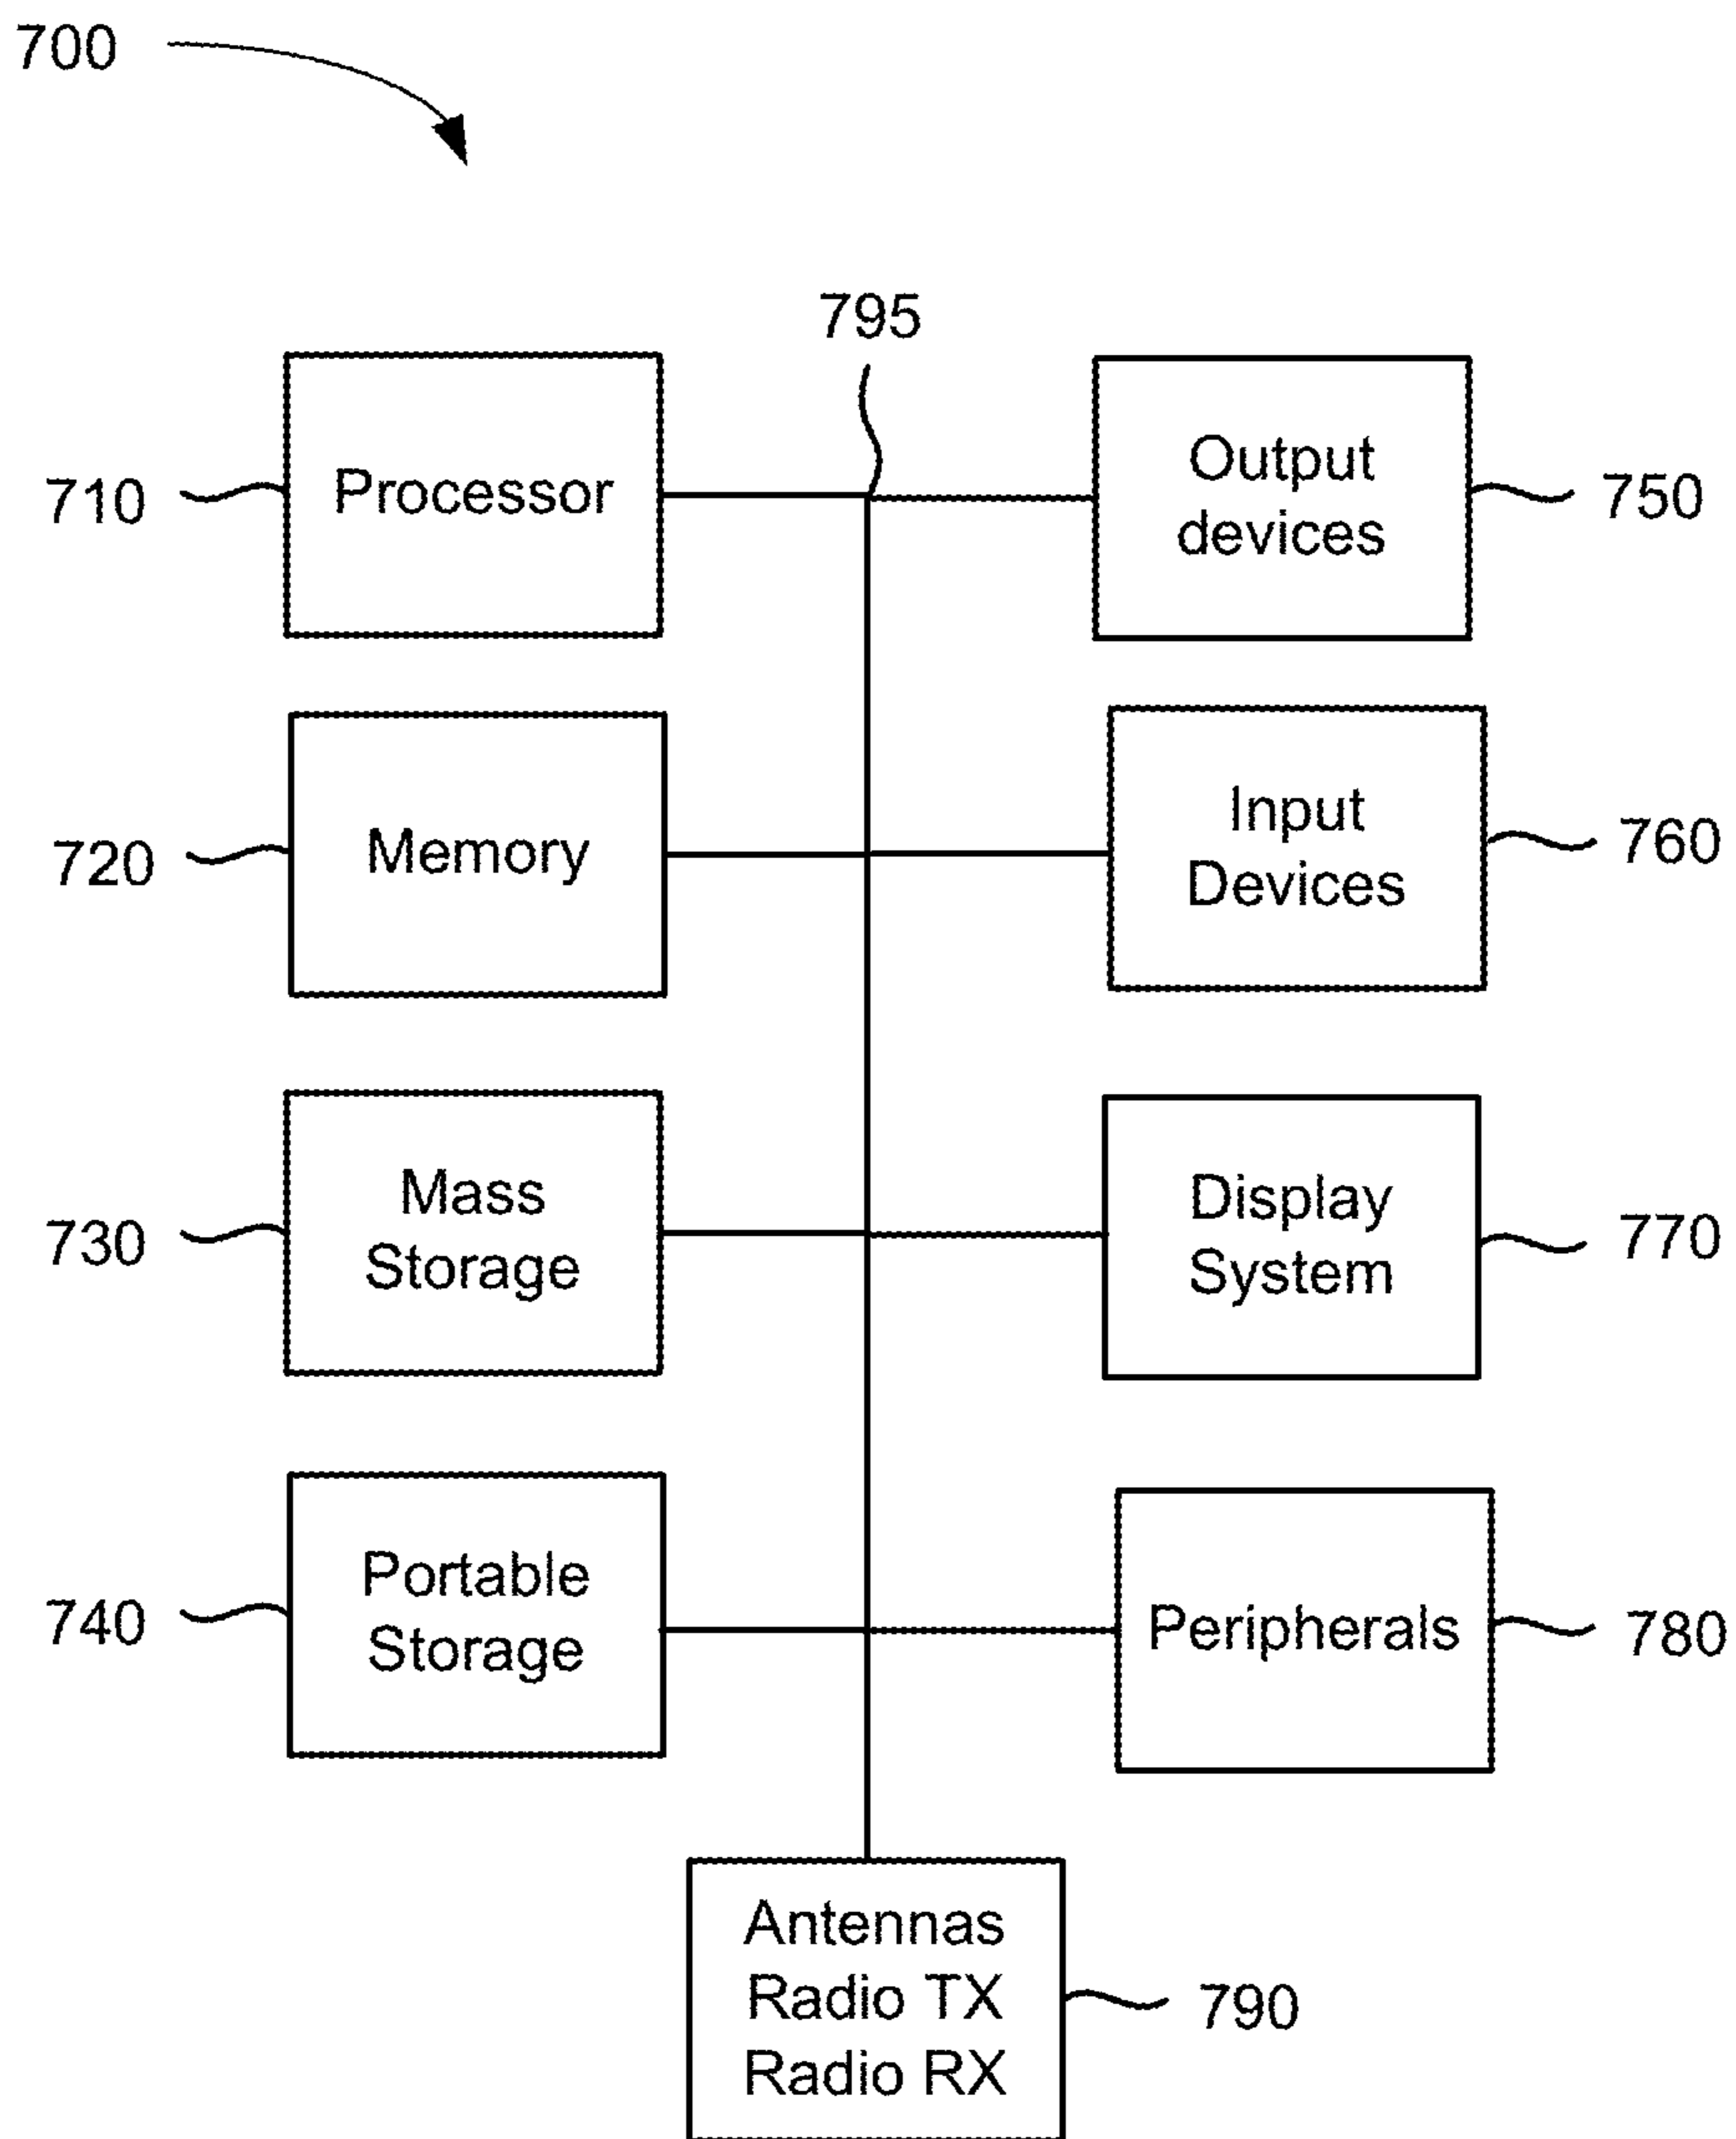 700
795
710
Processor
Output
devices
750
720
Memory
Input
Devices
760
730
Mass
Storage
Display
System
770
740
Portable
Storage
Peripherals
780
Antennas
Radio TX
Radio RX
790